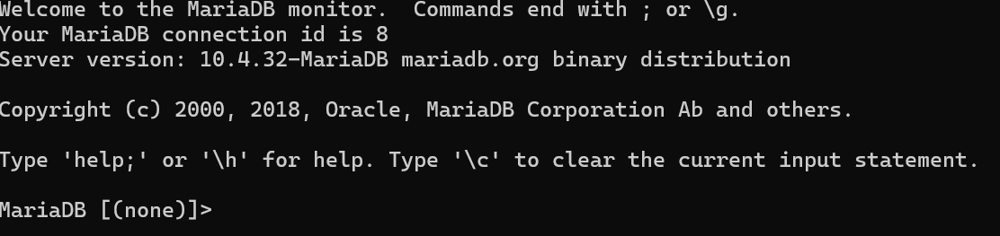 Welcome to the MariaDB monitor.  Commands end with ; or \g.
Your MariaDB connection id is 8
Server version: 10.4.32-MariaDB mariadb.org binary distribution
Copyright (c) 2000, 2018, Oracle, MariaDB Corporation Ab and others.
Type 'help;' or '\h' for help. Type '\c' to clear the current input statement.
MariaDB [(none)]>